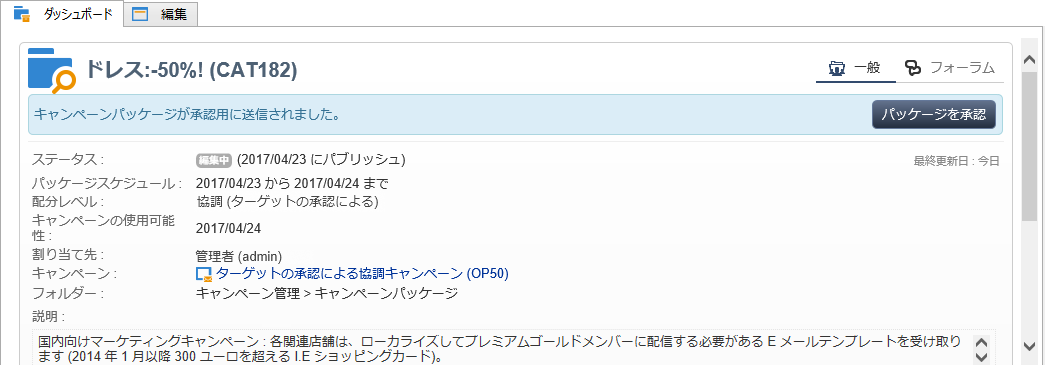 ダッシュボード 編集
ドレス:-50%! (CAT182) 一般 フォーラム
キャンペーンパッケージが承認用に送信されました。 パッケージを承認
ステータス : 編集中 (2017/04/23 にパブリッシュ) 最終更新日 : 今日
パッケージスケジュール : 2017/04/23 から 2017/04/24 まで
配分レベル : 協調 (ターゲットの承認による)
キャンペーンの使用可能
性 : 2017/04/24
割り当て先 : 管理者 (admin)
キャンペーン : ターゲットの承認による協調キャンペーン (OP50)
フォルダー : キャンペーン管理 > キャンペーンパッケージ
説明 :
国内向けマーケティングキャンペーン : 各関連店舗は、ローカライズしてプレミアムゴールドメンバーに配信する必要がある E メールテンプレートを受け取り
ます (2014 年 1 月以降 300 ユーロを超える I.E ショッピングカード)。